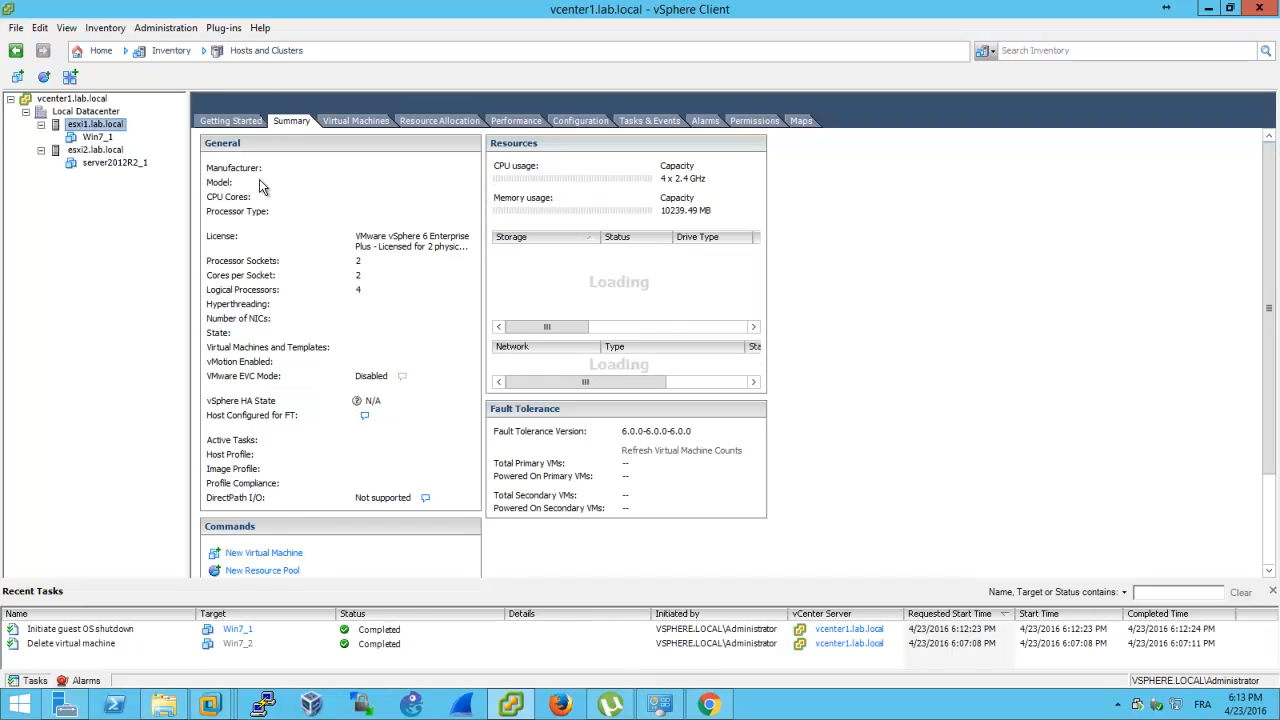 vcenter1.lab.local - vSphere Client
File Edit View Inventory Administration Plug-ins Help
Home Inventory Hosts and Clusters Search Inventory
vcenter1.lab.local
Local Datacenter
esxi1.lab.local
Win7_1
esxi2.lab.local
server2012R2_1
Getting Started Summary Virtual Machines Resource Allocation Performance Configuration Tasks & Events Alarms Permissions Maps
General
Manufacturer:
Model:
CPU Cores:
Processor Type:
License: VMware vSphere 6 Enterprise
Plus - Licensed for 2 physic...
Processor Sockets: 2
Cores per Socket: 2
Logical Processors: 4
Hyperthreading:
Number of NICs:
State:
Virtual Machines and Templates:
vMotion Enabled:
VMware EVC Mode: Disabled
vSphere HA State N/A
Host Configured for FT:
Active Tasks:
Host Profile:
Image Profile:
Profile Compliance:
DirectPath I/O: Not supported
Commands
New Virtual Machine
New Resource Pool
Resources
CPU usage: Capacity
4 x 2.4 GHz
Memory usage: Capacity
10239.49 MB
Storage Status Drive Type
Loading
Network Type Sta
Loading
Fault Tolerance
Fault Tolerance Version: 6.0.0-6.0.0-6.0.0
Refresh Virtual Machine Counts
Total Primary VMs: --
Powered On Primary VMs: --
Total Secondary VMs: --
Powered On Secondary VMs: --
Recent Tasks Name, Target or Status contains: Clear
Name Target Status Details Initiated by vCenter Server Requested Start Time Start Time Completed Time
Initiate guest OS shutdown Win7_1 Completed VSPHERE.LOCAL\Administrator vcenter1.lab.local 4/23/2016 6:12:23 PM 4/23/2016 6:12:23 PM 4/23/2016 6:12:24 PM
Delete virtual machine Win7_2 Completed VSPHERE.LOCAL\Administrator vcenter1.lab.local 4/23/2016 6:07:08 PM 4/23/2016 6:07:08 PM 4/23/2016 6:07:11 PM
Tasks Alarms VSPHERE.LOCAL\Administrator
FRA 6:13 PM
4/23/2016